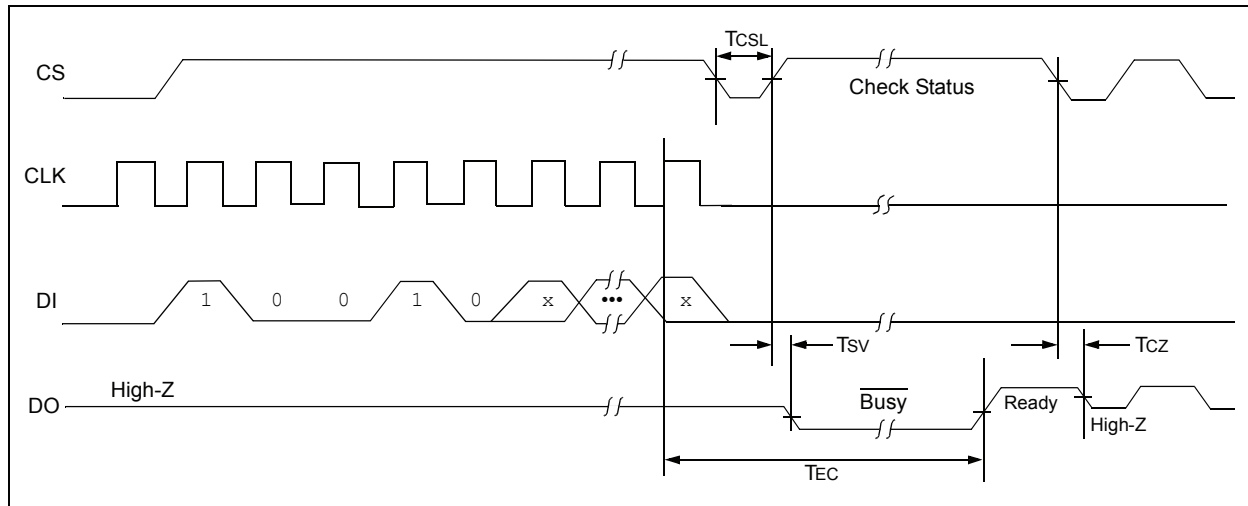 TCSL
CS
Check Status
CLK
DI
1 0 0 1 0 x ••• x
TSV
TCZ
High-Z
DO
Busy
Ready
High-Z
TEC